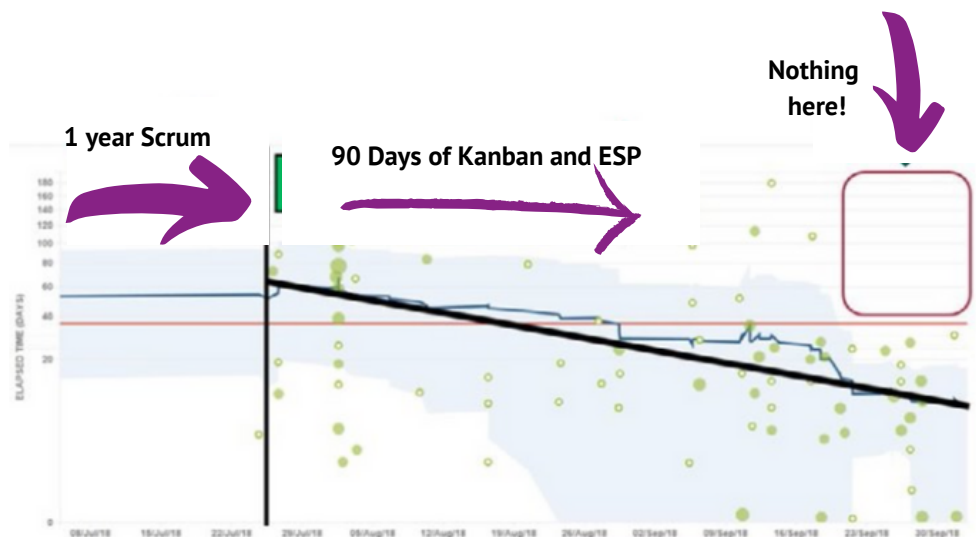 Nothing
here!
1 year Scrum
90 Days of Kanban and ESP
180
160
140
120
100
80
60
40
20
0
ELAPSED TIME (DAYS)
08/Jul/18 15/Jul/18 22/Jul/18 29/Jul/18 05/Aug/18 12/Aug/18 19/Aug/18 26/Aug/18 02/Sep/18 09/Sep/18 16/Sep/18 23/Sep/18